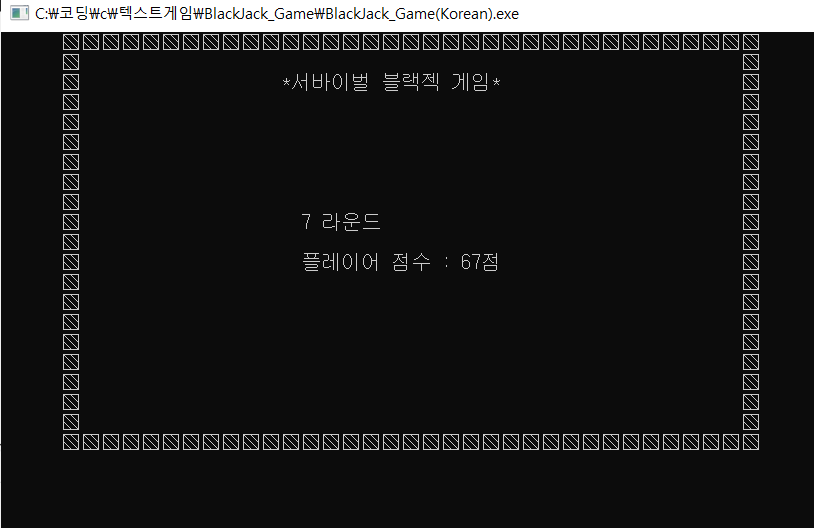 C:₩코딩₩c₩텍스트게임₩BlackJack_Game₩BlackJack_Game(Korean).exe
*서바이벌 블랙젝 게임*
7 라운드
플레이어 점수 : 67점